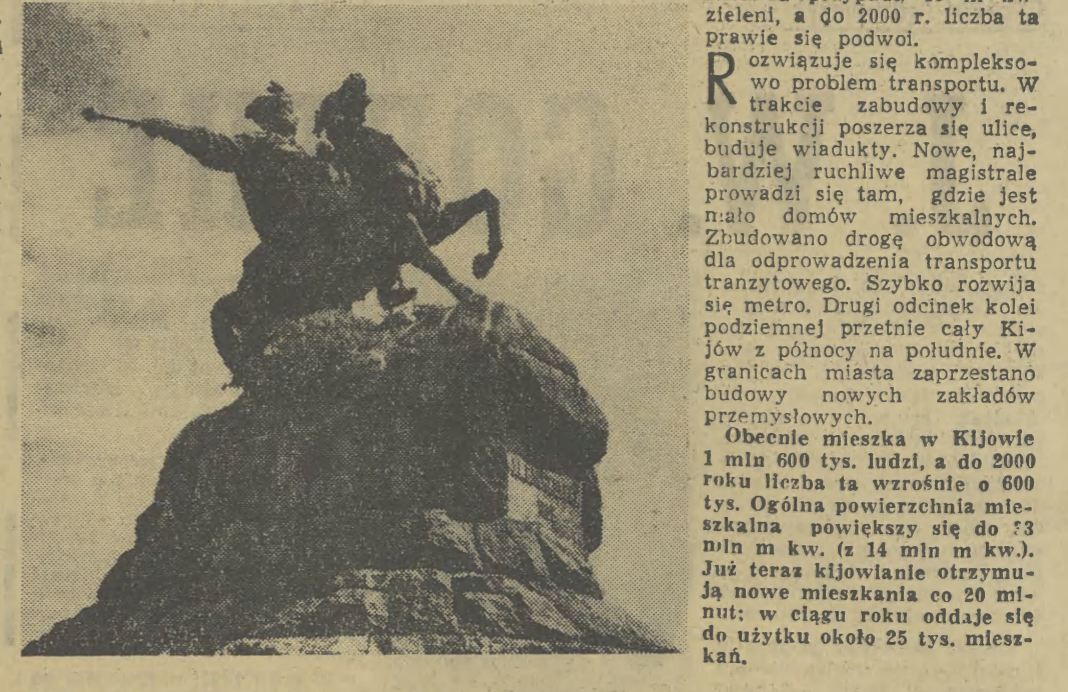 zieleni, a do 2000 r. liczba ta
prawie się podwoi.
Rozwiązuje się komplekso-
wo problem transportu. W
trakcie zabudowy i re-
konstrukcji poszerza się ulice,
buduje wiadukty. Nowe, naj-
bardziej ruchliwe magistrale
prowadzi się tam, gdzie jest
mało domów mieszkalnych.
Zbudowano drogę obwodową
dla odprowadzenia transportu
tranzytowego. Szybko rozwija
się metro. Drugi odcinek kolei
podziemnej przetnie cały Ki-
jów z północy na południe. W
granicach miasta zaprzestano
budowy nowych zakładów
przemysłowych.
Obecnie mieszka w Kijowie
1 mln 600 tys. ludzi, a do 2000
roku liczba ta wzrośnie o 600
tys. Ogólna powierzchnia mie-
szkalna powiększy się do
mln m kw. (z 14 mln m kw.).
Już teraz kijowianie otrzymu-
ją nowe mieszkania co 20 mi-
nut; w ciągu roku oddaje się
do użytku około 25 tys. miesz-
kań.